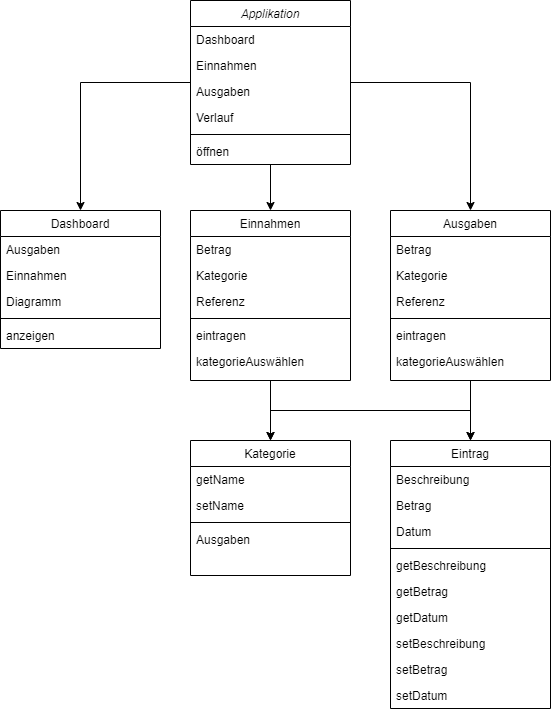 Applikation
Dashboard
Einnahmen
Ausgaben
Verlauf
öffnen
Dashboard
Ausgaben
Einnahmen
Diagramm
anzeigen
Einnahmen
Betrag
Kategorie
Referenz
eintragen
kategorieAuswählen
Ausgaben
Betrag
Kategorie
Referenz
eintragen
kategorieAuswählen
Kategorie
getName
setName
Ausgaben
Eintrag
Beschreibung
Betrag
Datum
getBeschreibung
getBetrag
getDatum
setBeschreibung
setBetrag
setDatum